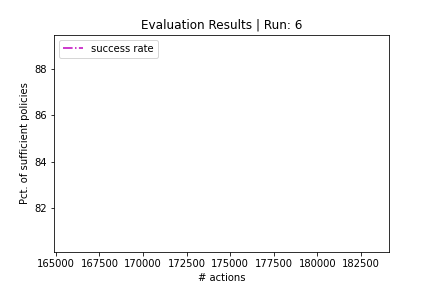 Evaluation Results | Run: 6
success rate
88
86
84
82
Pct. of sufficient policies
165000 167500 170000 172500 175000 177500 180000 182500
# actions